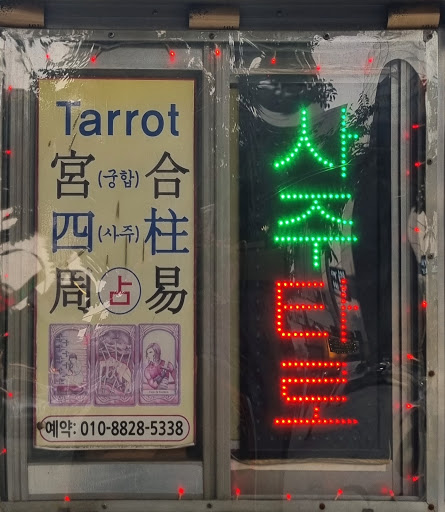 Tarrot
宮(궁합)合
四(사주)柱
周占易
예약: 010-8828-5338
사주타로